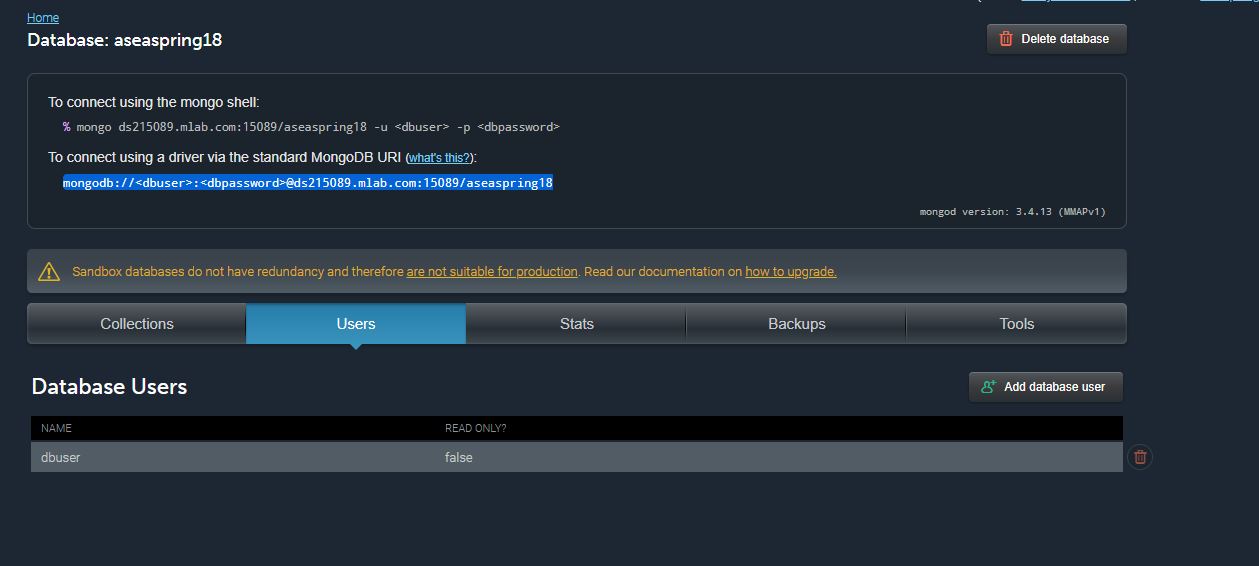 Home
Database: aseaspring18
Delete database
To connect using the mongo shell:
% mongo ds215089.mlab.com:15089/aseaspring18 -u <dbuser> -p <dbpassword>
To connect using a driver via the standard MongoDB URI (what's this?):
mongodb://<dbuser>:<dbpassword>@ds215089.mlab.com:15089/aseaspring18
mongod version: 3.4.13 (MMAPv1)
Sandbox databases do not have redundancy and therefore are not suitable for production. Read our documentation on how to upgrade.
Collections Users Stats Backups Tools
Database Users
Add database user
NAME READ ONLY?
dbuser false